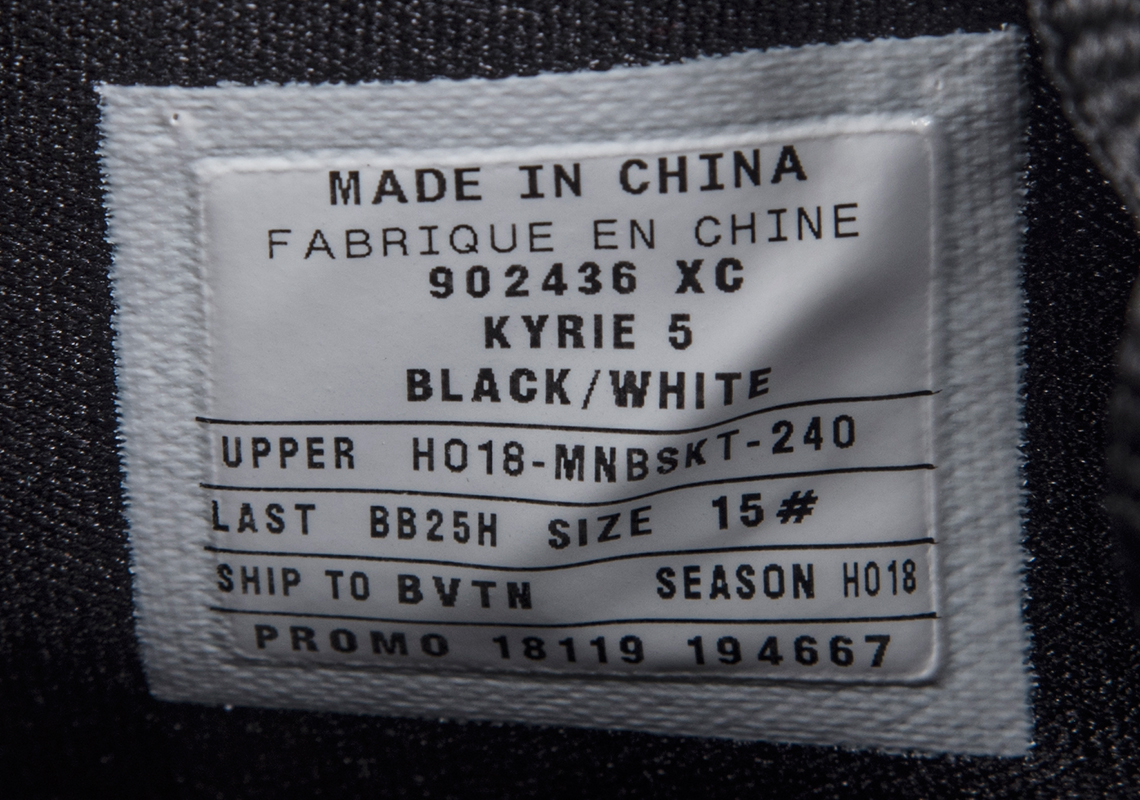 MADE IN CHINA
FABRIQUE EN CHINE
902436 XC
KYRIE 5
BLACK/WHITE
UPPER HO18-MNBSKT-240
LAST BB25H SIZE 15#
SHIP TO BVTN SEASON HO18
PROMO 18119 194667